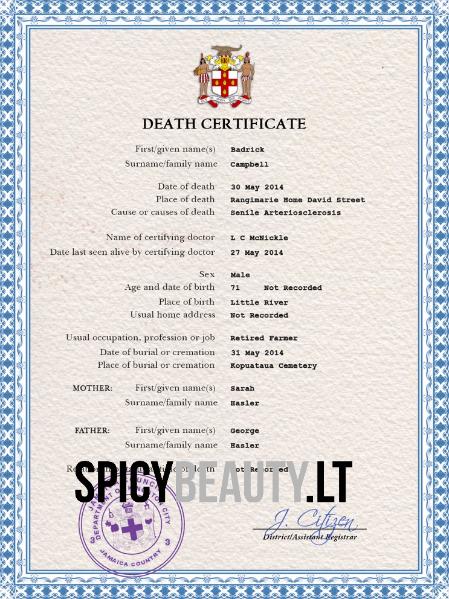 DEATH CERTIFICATE
First/given name(s) Badrick
Surname/family name Campbell
Date of death 30 May 2014
Place of death Rangimarie Home David Street
Cause or causes of death Senile Arteriosclerosis
Name of certifying doctor L C McNickle
Date last seen alive by certifying doctor 27 May 2014
Sex Male
Age and date of birth 71 Not Recorded
Place of birth Little River
Usual home address Not Recorded
Usual occupation, profession or job Retired Farmer
Date of burial or cremation 31 May 2014
Place of burial or cremation Kopuataua Cemetery
MOTHER: First/given name(s) Sarah
Surname/family name Hasler
FATHER: First/given name(s) George
Surname/family name Hasler
of death Not Recorded
SPICYBEAUTY.LT
DEPARTMENT
CITY
JAMAICA COUNTRY
J. Citizen
District/Assistant Registrar